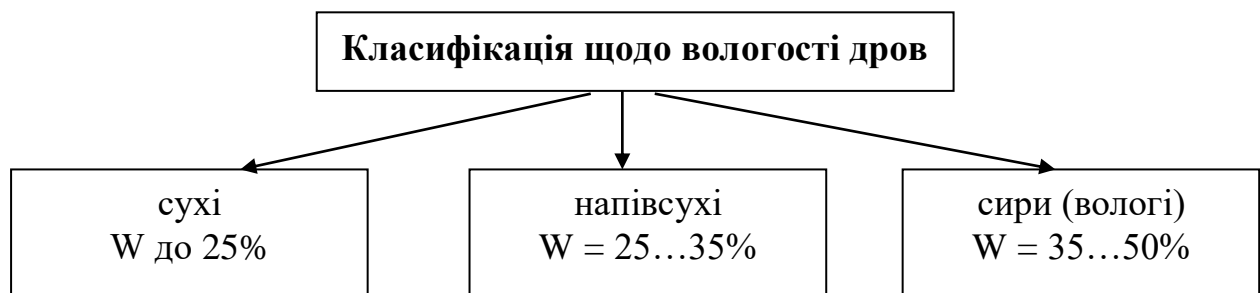 Класифікація щодо вологості дров
сухі
W до 25%
напівсухі
W = 25…35%
сири (вологі)
W = 35…50%